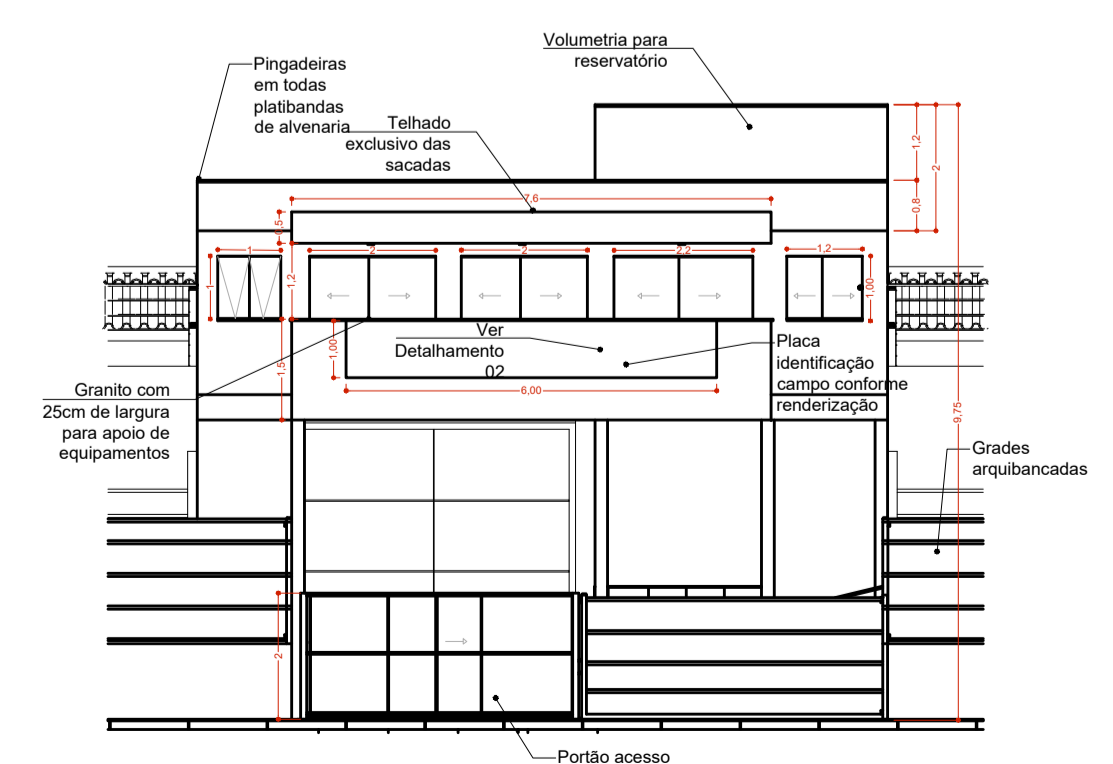 Volumetria para
reservatório
Pingadeiras
em todas
platibandas
de alvenaria
Telhado
exclusivo das
sacadas
1,2
2
0,8
7,6
0,5
1
2
2
2,2
1,2
1
1,2
1,00
Ver
Detalhamento
02
1,00
6,00
Placa
identificação
campo conforme
renderização
1,5
Granito com
25cm de largura
para apoio de
equipamentos
9,75
Grades
arquibancadas
2
Portão acesso